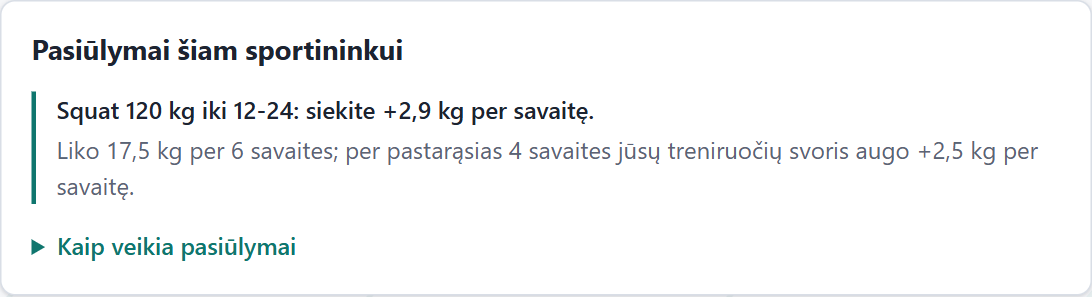 Pasiūlymai šiam sportininkui
Squat 120 kg iki 12-24: siekite +2,9 kg per savaitę.
Liko 17,5 kg per 6 savaites; per pastarąsias 4 savaites jūsų treniruočių svoris augo +2,5 kg per
savaitę.
Kaip veikia pasiūlymai